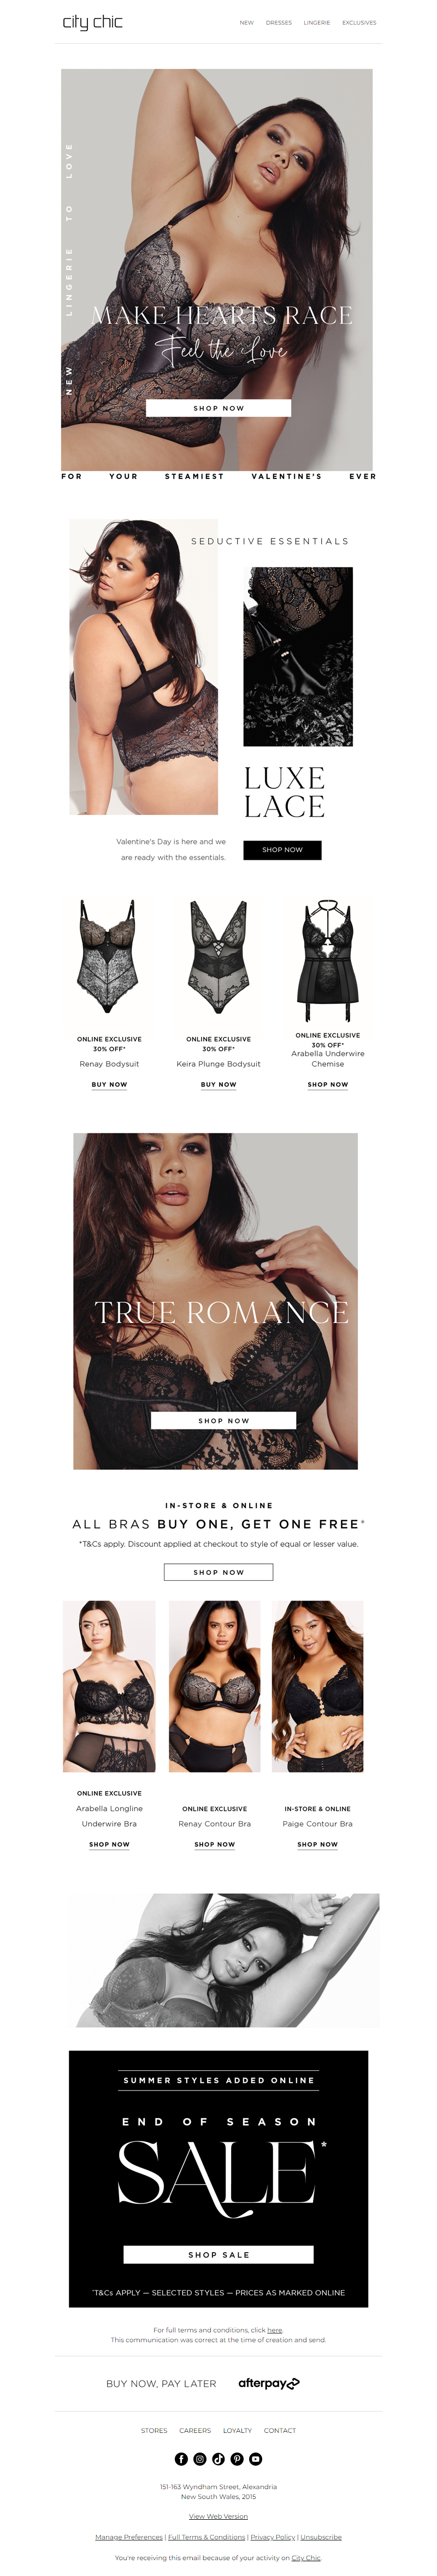 city chic
NEW DRESSES LINGERIE EXCLUSIVES
NEW LINGERIE TO LOVE
MAKE HEARTS RACE
Feel the Love
SHOP NOW
FOR YOUR STEAMIEST VALENTINE'S EVER
SEDUCTIVE ESSENTIALS
LUXE
LACE
Valentine's Day is here and we
are ready with the essentials.
SHOP NOW
ONLINE EXCLUSIVE
30% OFF*
Renay Bodysuit
BUY NOW
ONLINE EXCLUSIVE
30% OFF*
Keira Plunge Bodysuit
BUY NOW
ONLINE EXCLUSIVE
30% OFF*
Arabella Underwire
Chemise
SHOP NOW
TRUE ROMANCE
SHOP NOW
IN-STORE & ONLINE
ALL BRAS BUY ONE, GET ONE FREE*
*T&Cs apply. Discount applied at checkout to style of equal or lesser value.
SHOP NOW
ONLINE EXCLUSIVE
Arabella Longline
Underwire Bra
SHOP NOW
ONLINE EXCLUSIVE
Renay Contour Bra
SHOP NOW
IN-STORE & ONLINE
Paige Contour Bra
SHOP NOW
SUMMER STYLES ADDED ONLINE
END OF SEASON
SALE*
SHOP SALE
*T&Cs APPLY — SELECTED STYLES — PRICES AS MARKED ONLINE
For full terms and conditions, click here.
This communication was correct at the time of creation and send.
BUY NOW, PAY LATER afterpay
STORES CAREERS LOYALTY CONTACT
151-163 Wyndham Street, Alexandria
New South Wales, 2015
View Web Version
Manage Preferences | Full Terms & Conditions | Privacy Policy | Unsubscribe
You're receiving this email because of your activity on City Chic.